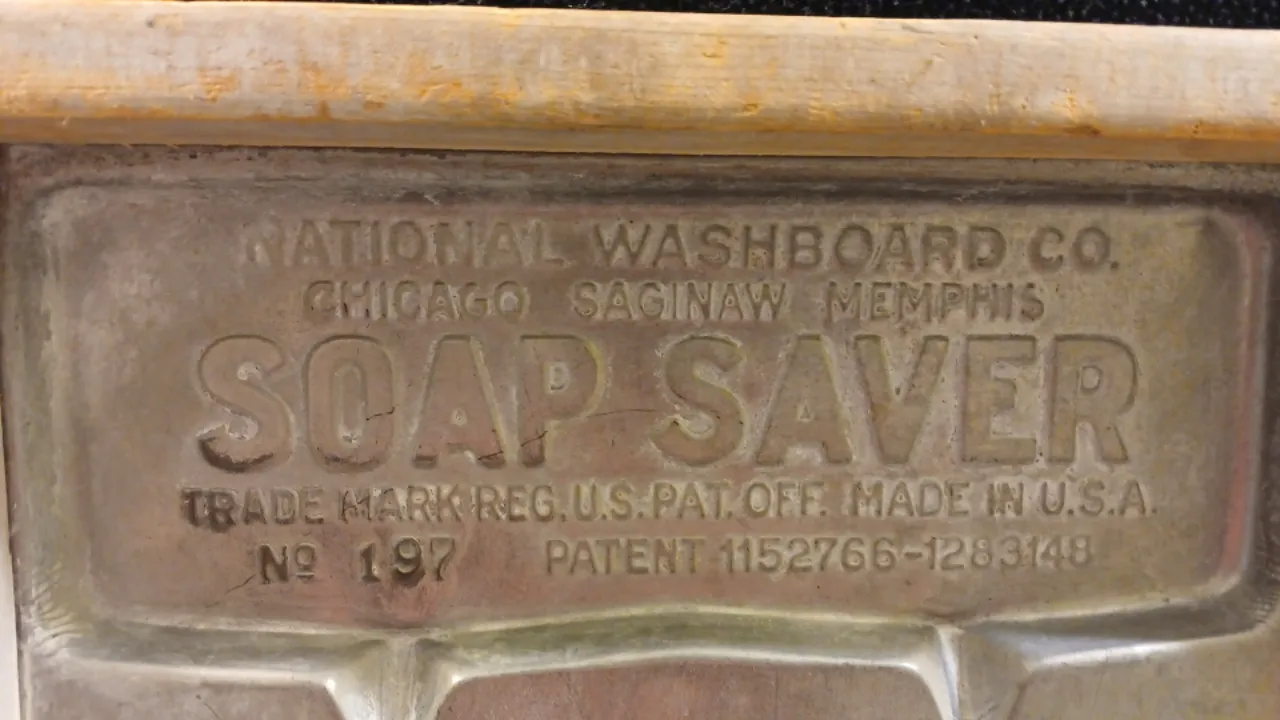 NATIONAL WASHBOARD CO.
CHICAGO SAGINAW MEMPHIS
SOAP SAVER
TRADE MARK REG. U.S. PAT. OFF. MADE IN U.S.A.
Nº 197 PATENT 1152766-1283148